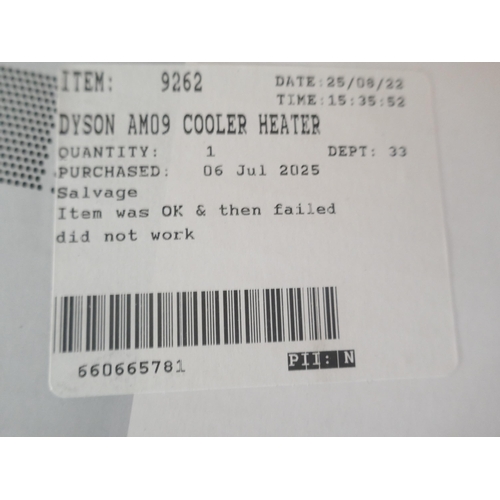 ITEM: 9262 DATE:25/08/22
TIME:15:35:52
DYSON AM09 COOLER HEATER
QUANTITY: 1 DEPT: 33
PURCHASED: 06 Jul 2025
Salvage
Item was OK & then failed
did not work
660665781 PII: N